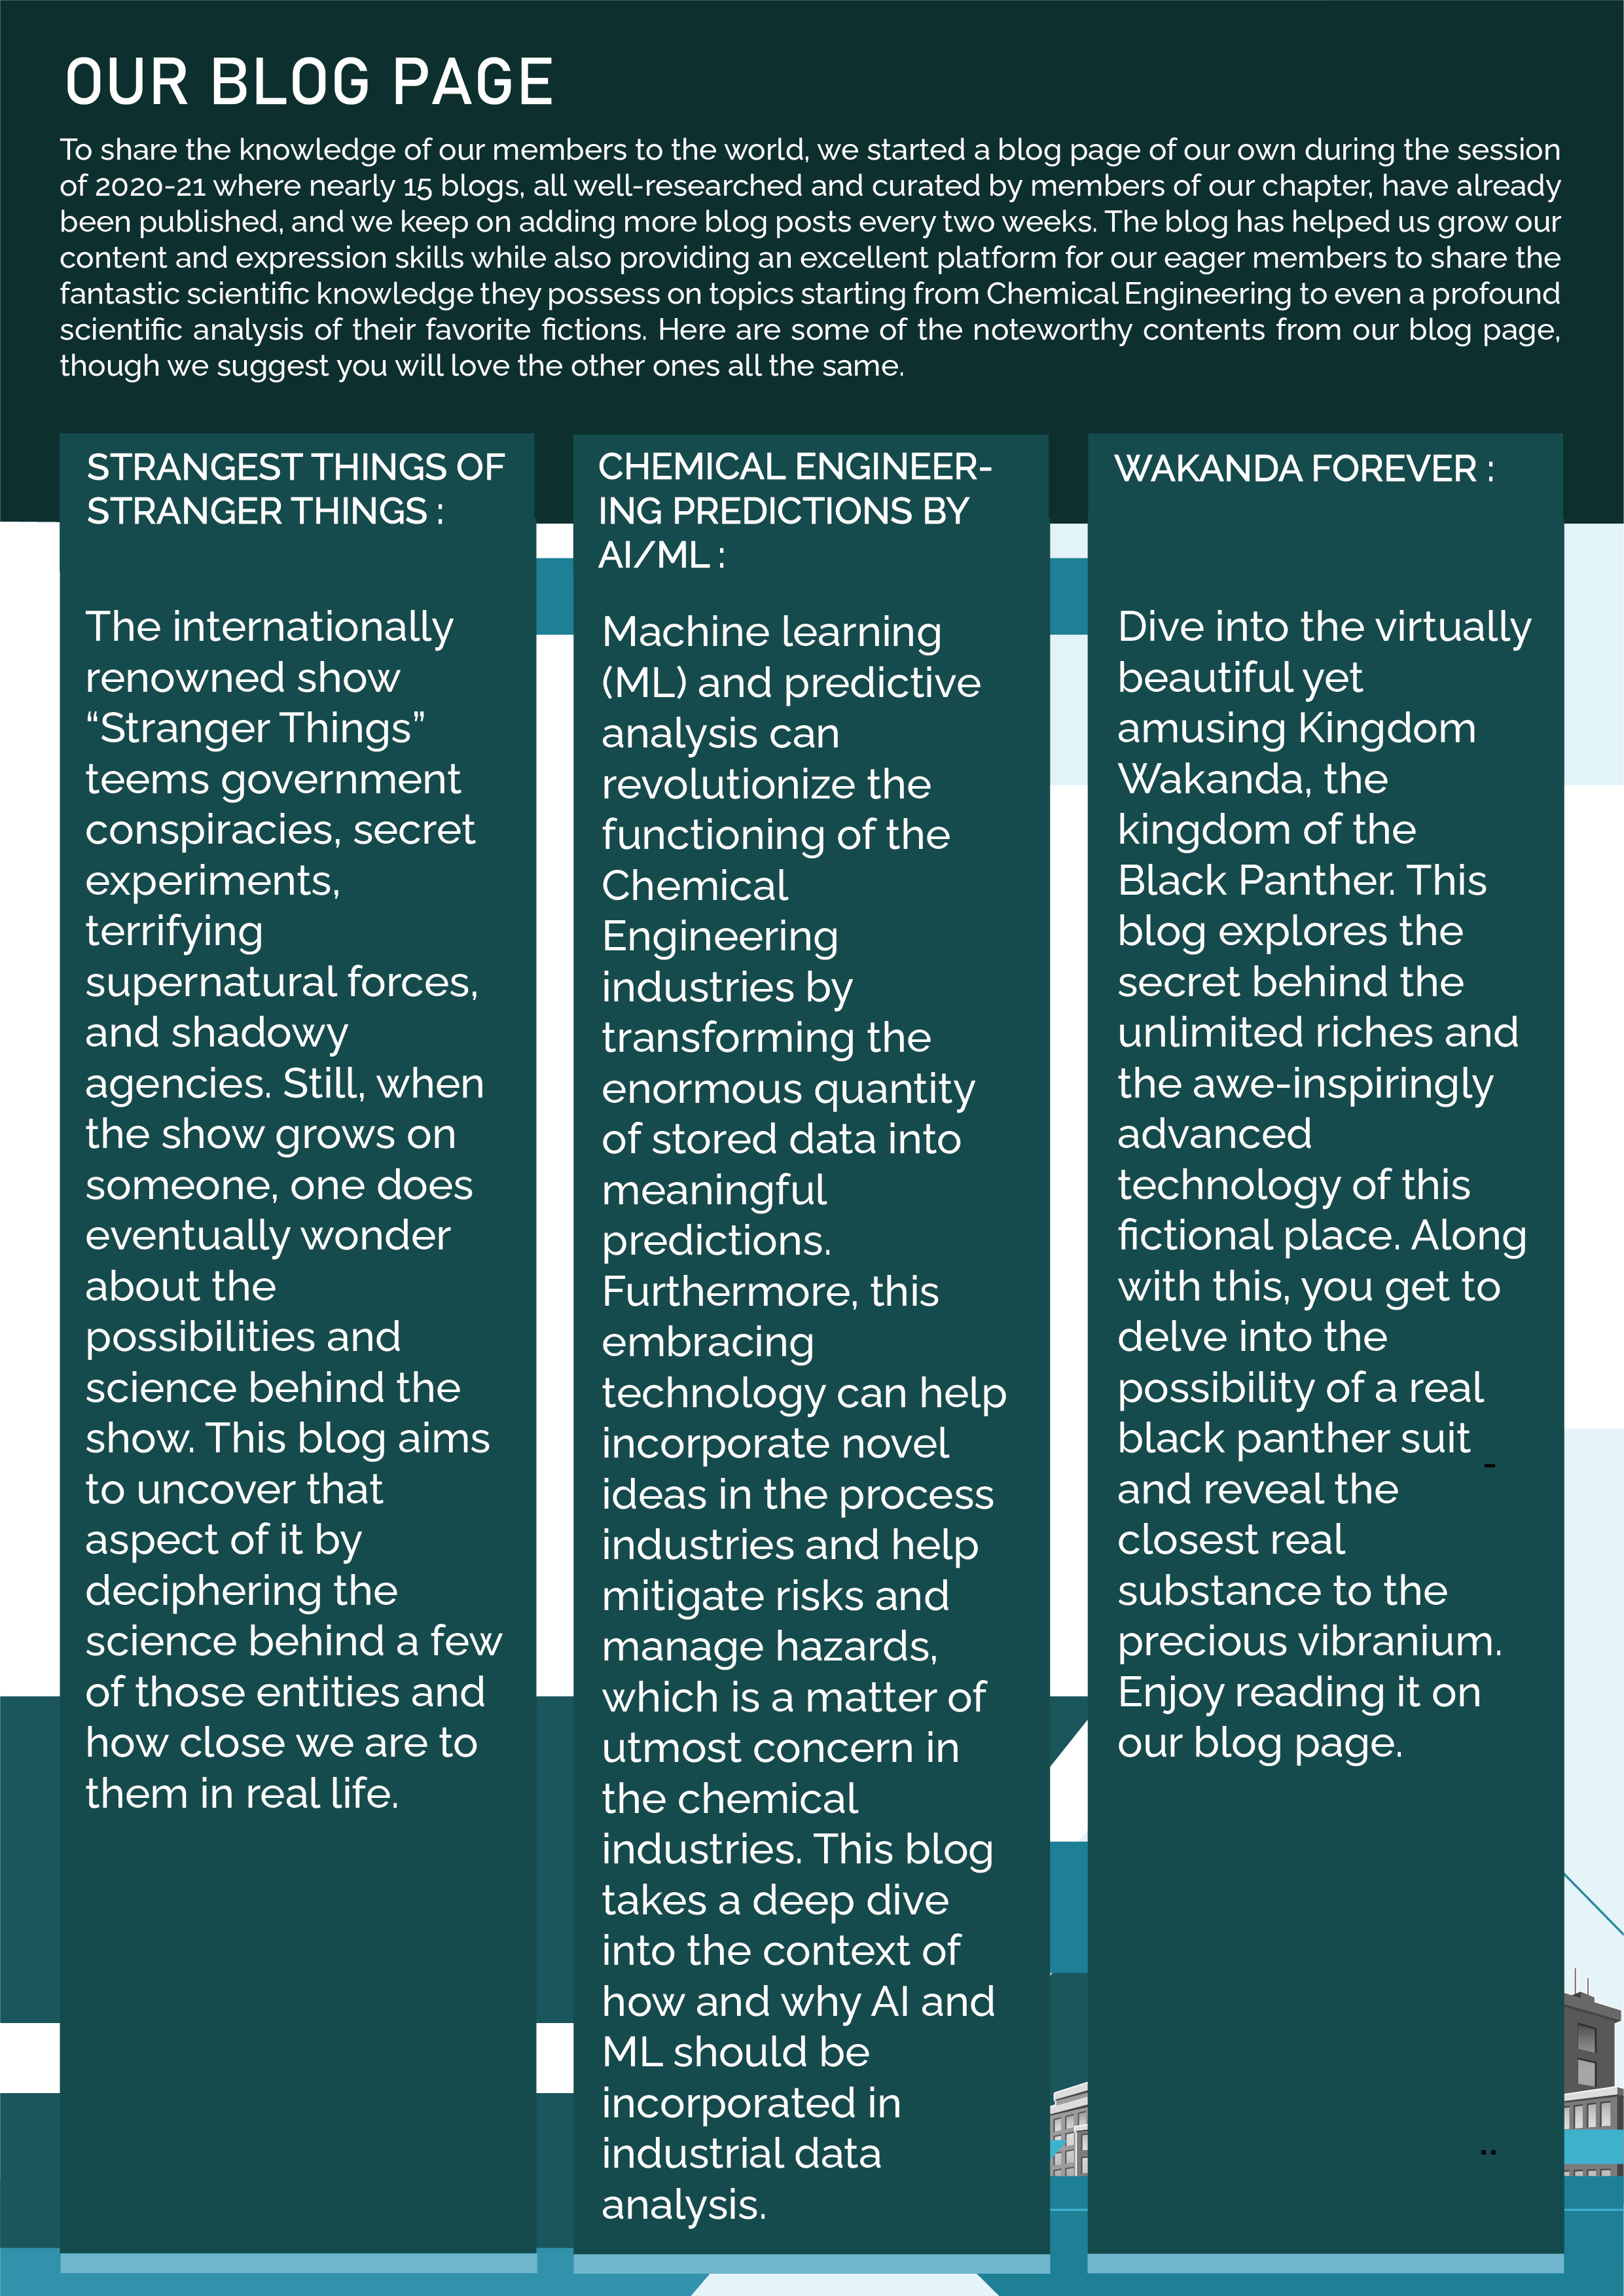 OUR BLOG PAGE
To share the knowledge of our members to the world, we started a blog page of our own during the session
of 2020-21 where nearly 15 blogs, all well-researched and curated by members of our chapter, have already
been published, and we keep on adding more blog posts every two weeks. The blog has helped us grow our
content and expression skills while also providing an excellent platform for our eager members to share the
fantastic scientific knowledge they possess on topics starting from Chemical Engineering to even a profound
scientific analysis of their favorite fictions. Here are some of the noteworthy contents from our blog page,
though we suggest you will love the other ones all the same.
STRANGEST THINGS OF
STRANGER THINGS :
The internationally
renowned show
“Stranger Things”
teems government
conspiracies, secret
experiments,
terrifying
supernatural forces,
and shadowy
agencies. Still, when
the show grows on
someone, one does
eventually wonder
about the
possibilities and
science behind the
show. This blog aims
to uncover that
aspect of it by
deciphering the
science behind a few
of those entities and
how close we are to
them in real life.
CHEMICAL ENGINEER-
ING PREDICTIONS BY
AI/ML :
Machine learning
(ML) and predictive
analysis can
revolutionize the
functioning of the
Chemical
Engineering
industries by
transforming the
enormous quantity
of stored data into
meaningful
predictions.
Furthermore, this
embracing
technology can help
incorporate novel
ideas in the process
industries and help
mitigate risks and
manage hazards,
which is a matter of
utmost concern in
the chemical
industries. This blog
takes a deep dive
into the context of
how and why AI and
ML should be
incorporated in
industrial data
analysis.
WAKANDA FOREVER :
Dive into the virtually
beautiful yet
amusing Kingdom
Wakanda, the
kingdom of the
Black Panther. This
blog explores the
secret behind the
unlimited riches and
the awe-inspiringly
advanced
technology of this
fictional place. Along
with this, you get to
delve into the
possibility of a real
black panther suit -
and reveal the
closest real
substance to the
precious vibranium.
Enjoy reading it on
our blog page.
..